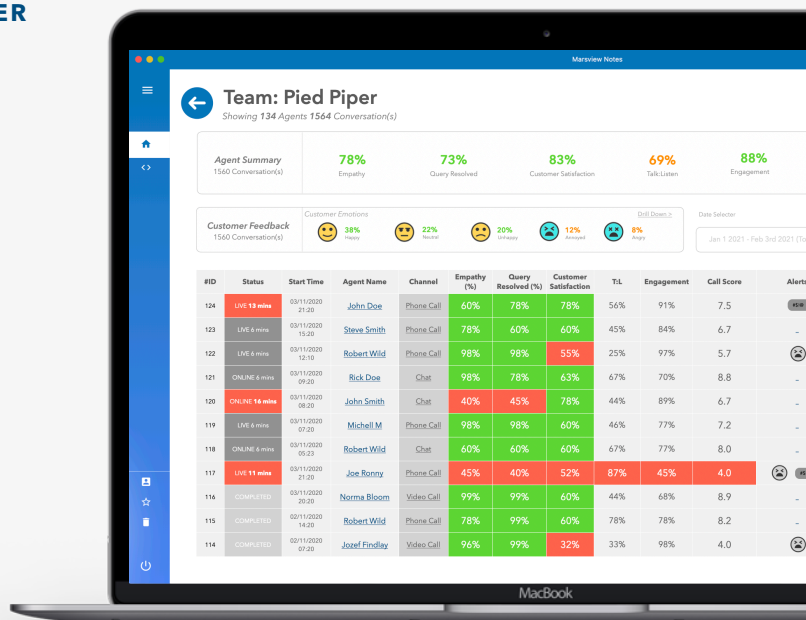 ER
Marsview Notes
Team: Pied Piper
Showing 134 Agents 1564 Conversation(s)
Agent Summary
1560 Conversation(s)
78%
Empathy
73%
Query Resolved
83%
Customer Satisfaction
69%
Talk:Listen
88%
Engagement
Customer Feedback
1560 Conversation(s)
Customer Emotions
Drill Down >
38%
Happy
22%
Neutral
20%
Unhappy
12%
Annoyed
8%
Angry
Date Selecter
Jan 1 2021 - Feb 3rd 2021 (To
#ID Status Start Time Agent Name Channel Empathy (%) Query Resolved (%) Customer Satisfaction T:L Engagement Call Score Alerts
124 LIVE 13 mins 03/11/2020 21:20 John Doe Phone Call 60% 78% 78% 56% 91% 7.5
123 LIVE 6 mins 03/11/2020 15:20 Steve Smith Phone Call 78% 60% 60% 45% 84% 6.7 -
122 LIVE 6 mins 03/11/2020 12:10 Robert Wild Phone Call 98% 98% 55% 25% 97% 5.7
121 ONLINE 6 mins 03/11/2020 09:20 Rick Doe Chat 98% 78% 63% 67% 70% 8.8 -
120 ONLINE 16 mins 03/11/2020 08:20 John Smith Chat 40% 45% 78% 44% 89% 6.7 -
119 LIVE 6 mins 03/11/2020 07:20 Michell M Phone Call 98% 98% 60% 46% 77% 7.2 -
118 ONLINE 6 mins 03/11/2020 05:23 Robert Wild Chat 60% 60% 60% 67% 77% 8.0 -
117 LIVE 11 mins 03/11/2020 21:20 Joe Ronny Phone Call 45% 40% 52% 87% 45% 4.0
116 COMPLETED 03/11/2020 20:20 Norma Bloom Video Call 99% 99% 60% 44% 68% 8.9 -
115 COMPLETED 02/11/2020 14:20 Robert Wild Phone Call 78% 99% 60% 78% 78% 8.2 -
114 COMPLETED 02/11/2020 07:20 Jozef Findlay Video Call 96% 99% 32% 33% 98% 4.0
MacBook